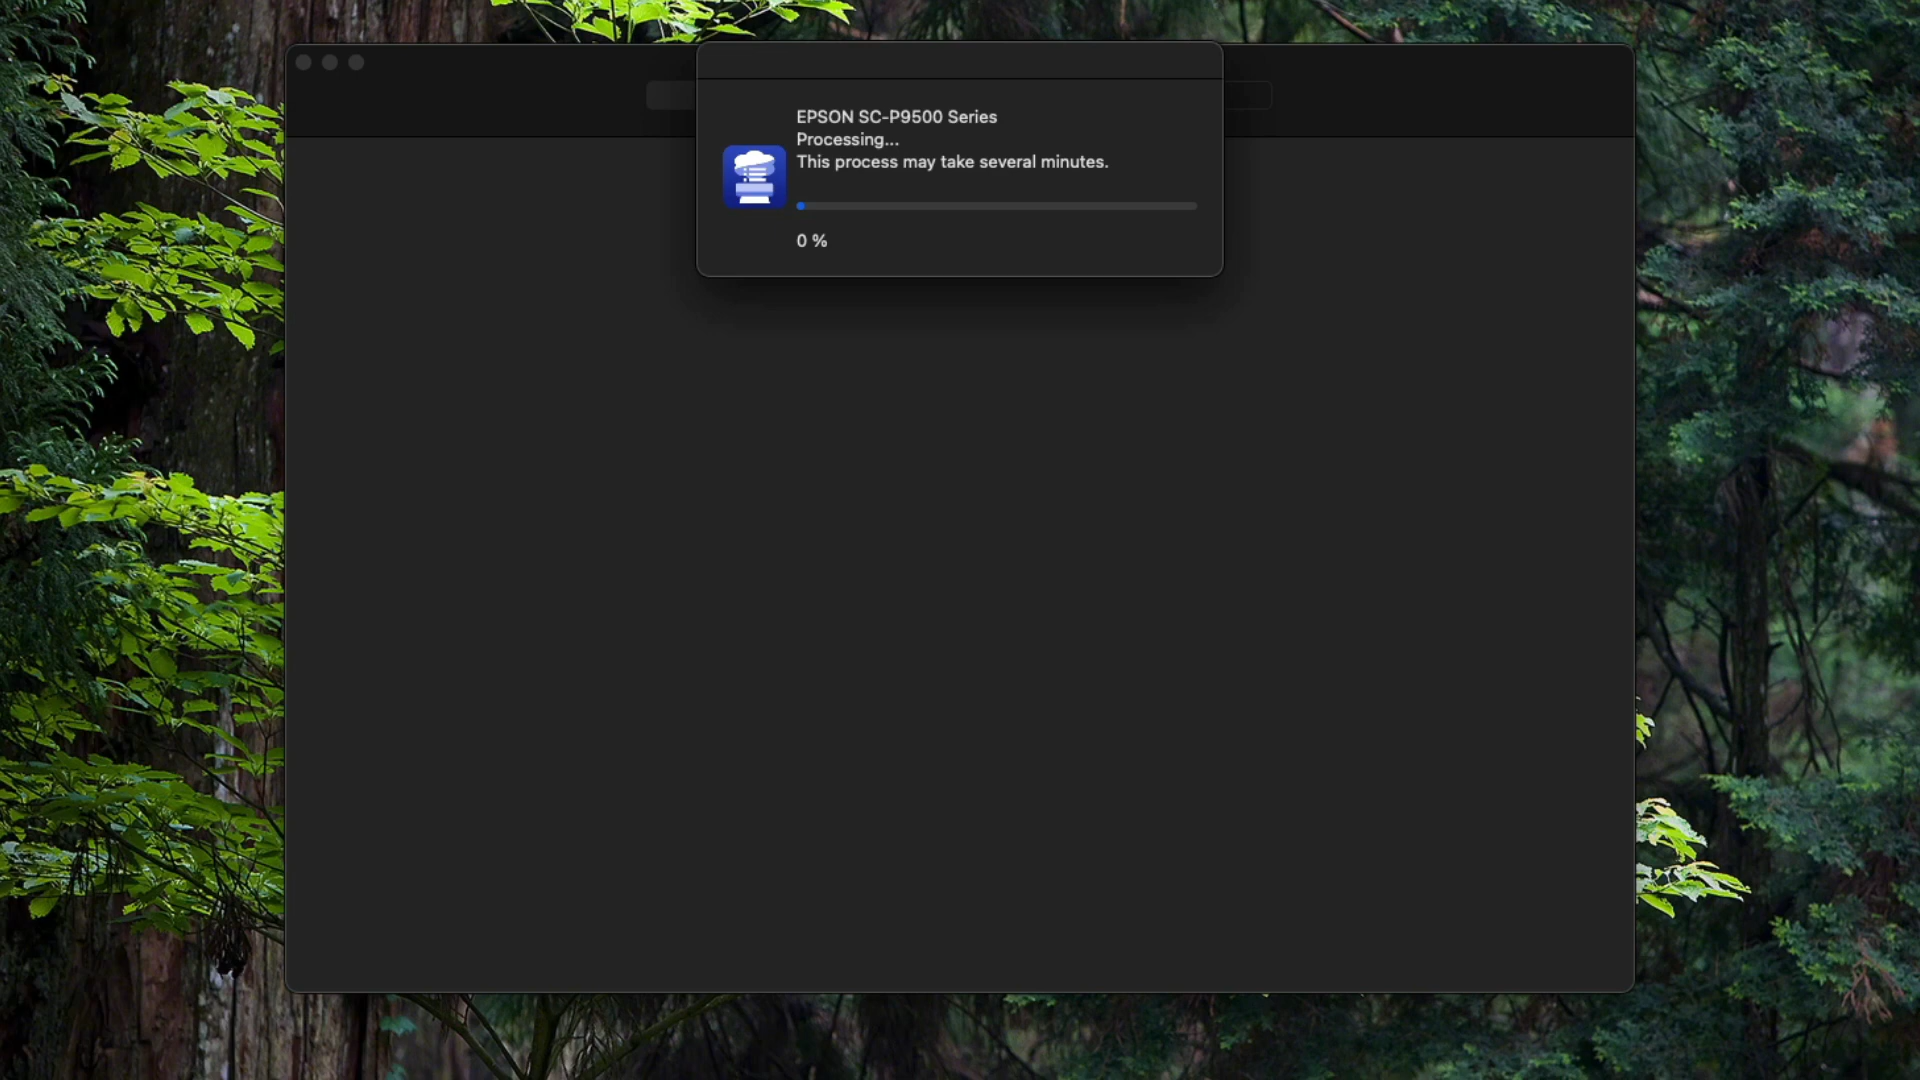 EPSON SC-P9500 Series
Processing...
This process may take several minutes.
0 %